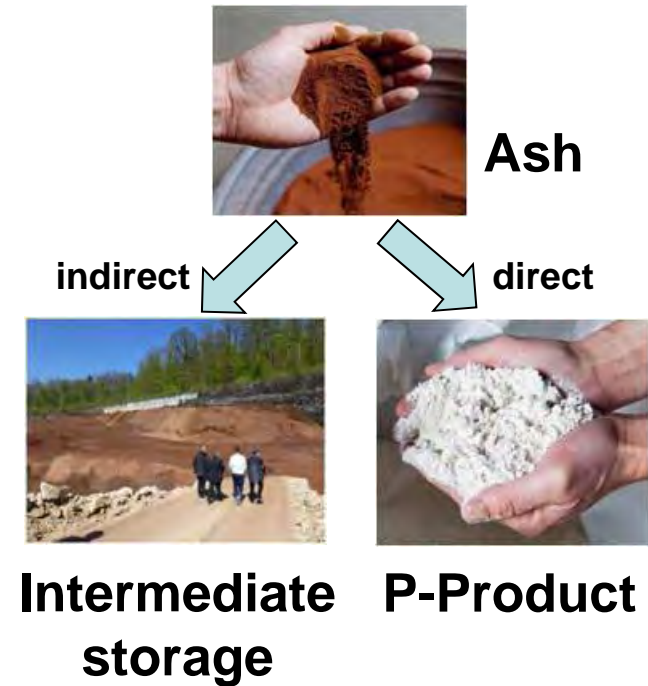 Ash
indirect
direct
Intermediate
storage
P-Product